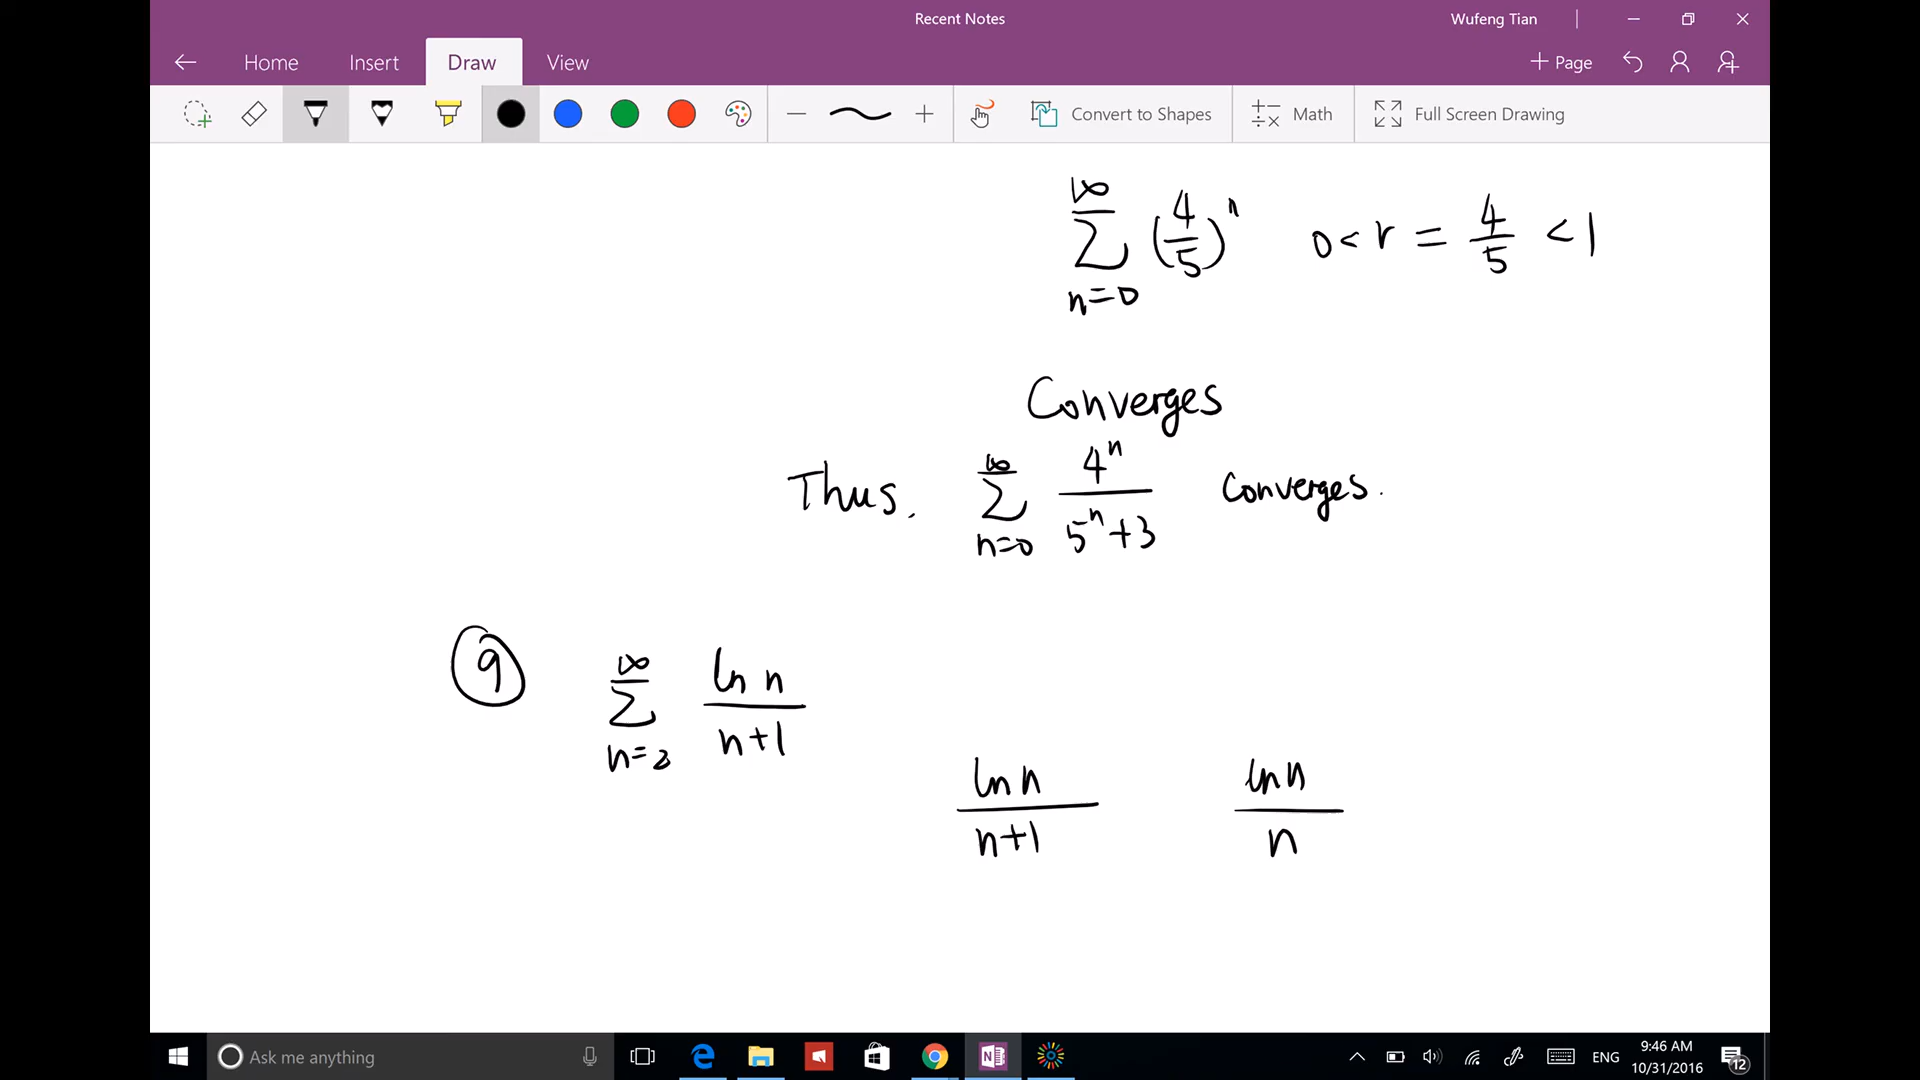 Recent Notes
Wufeng Tian
Home Insert Draw View
Page
Convert to Shapes Math Full Screen Drawing
∞
∑ (4/5)^n 0 < r = 4/5 < 1
n=0
Converges
Thus, ∑_{n=0}^{∞} 4^n/(5^n+3) Converges.
9 ∑_{n=2}^{∞} ln n/(n+1)
ln n/(n+1) ln n/n
Ask me anything
ENG
9:46 AM
10/31/2016
12